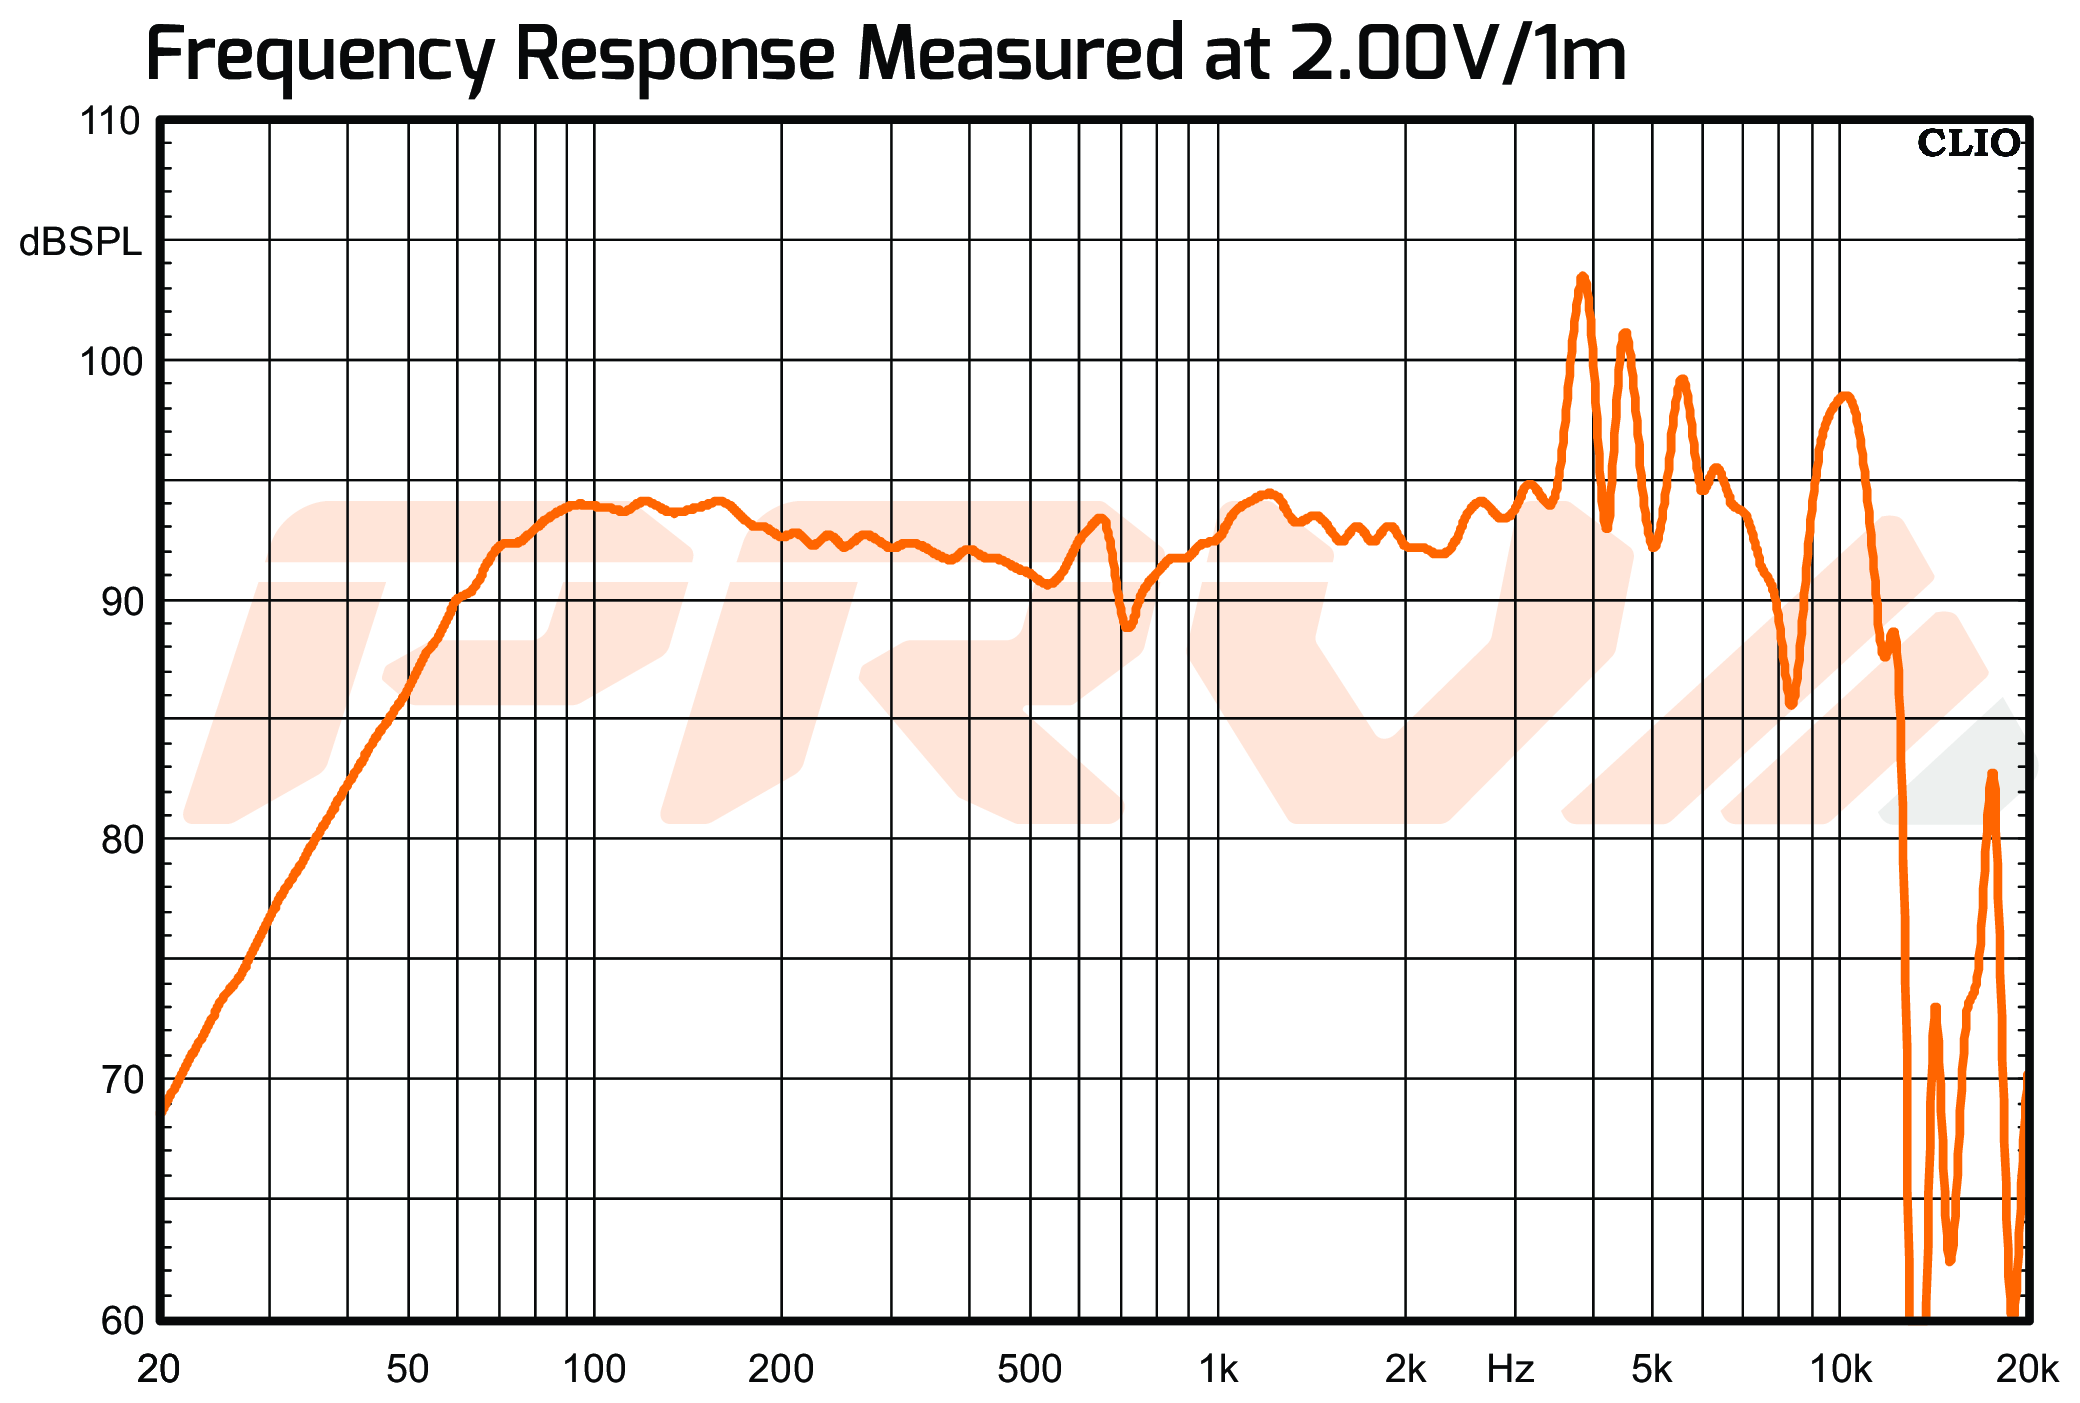 Frequency Response Measured at 2.00V/1m
110
CLIO
dBSPL
100
90
PRV
80
70
60
20 50 100 200 500 1k 2k Hz 5k 10k 20k